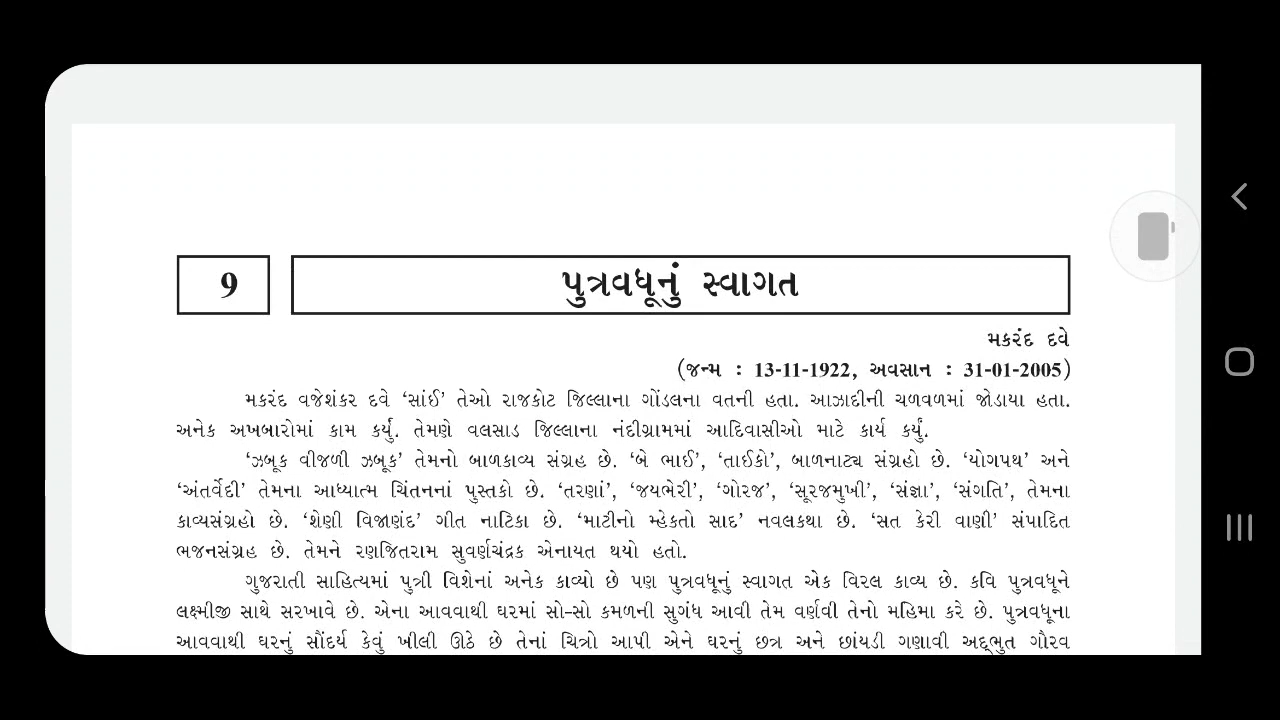 9
પુત્રવધૂનું સ્વાગત
મકરંદ દવે
(જન્મ : 13-11-1922, અવસાન : 31-01-2005)
મકરંદ વજેશંકર દવે ‘સાંઈ’ તેઓ રાજકોટ જિલ્લાના ગોંડલના વતની હતા. આઝાદીની ચળવળમાં જોડાયા હતા.
અનેક અખબારોમાં કામ કર્યું. તેમણે વલસાડ જિલ્લાના નંદીગ્રામમાં આદિવાસીઓ માટે કાર્ય કર્યું.
‘ઝબૂક વીજળી ઝબૂક’ તેમનો બાળકાવ્ય સંગ્રહ છે. ‘બે ભાઈ’, ‘તાઈકો’, બાળનાટ્ય સંગ્રહો છે. ‘યોગપથ’ અને
‘અંતર્વેદી’ તેમના આધ્યાત્મ ચિંતનનાં પુસ્તકો છે. ‘તરણાં’, ‘જયભેરી’, ‘ગોરજ’, ‘સૂરજમુખી’, ‘સંજ્ઞા’, ‘સંગતિ’, તેમના
કાવ્યસંગ્રહો છે. ‘શેણી વિજાણંદ’ ગીત નાટિકા છે. ‘માટીનો મ્હેકતો સાદ’ નવલકથા છે. ‘સત કેરી વાણી’ સંપાદિત
ભજનસંગ્રહ છે. તેમને રણજિતરામ સુવર્ણચંદ્રક એનાયત થયો હતો.
ગુજરાતી સાહિત્યમાં પુત્રી વિશેનાં અનેક કાવ્યો છે પણ પુત્રવધૂનું સ્વાગત એક વિરલ કાવ્ય છે. કવિ પુત્રવધૂને
લક્ષ્મીજી સાથે સરખાવે છે. એના આવવાથી ઘરમાં સો-સો કમળની સુગંધ આવી તેમ વર્ણવી તેનો મહિમા કરે છે. પુત્રવધૂના
આવવાથી ઘરનું સૌંદર્ય કેવું ખીલી ઊઠે છે તેનાં ચિત્રો આપી એને ઘરનું છત્ર અને છાંયડી ગણાવી અદ્ભુત ગૌરવ